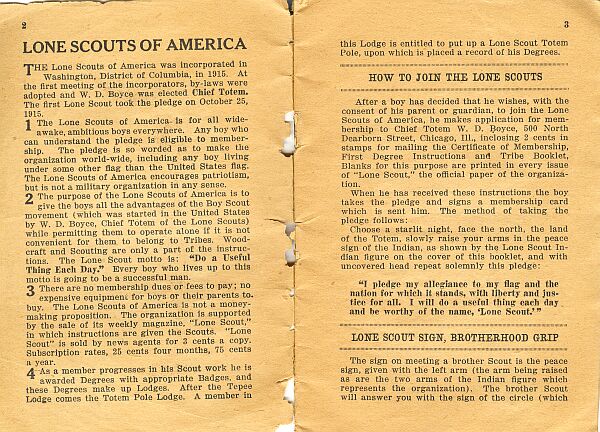 2
LONE SCOUTS OF AMERICA
THE Lone Scouts of America was incorporated in
Washington, District of Columbia, in 1915. At
the first meeting of the incorporators, by-laws were
adopted and W. D. Boyce was elected Chief Totem.
The first Lone Scout took the pledge on October 25,
1915.
1 The Lone Scouts of America is for all wide-
awake, ambitious boys everywhere. Any boy who
can understand the pledge is eligible to member-
ship. The pledge is so worded as to make the
organization world-wide, including any boy living
under some other flag than the United States flag.
The Lone Scouts of America encourages patriotism,
but is not a military organization in any sense.
2 The purpose of the Lone Scouts of America is to
give the boys all the advantages of the Boy Scout
movement (which was started in the United States
by W. D. Boyce, Chief Totem of the Lone Scouts)
while permitting them to operate alone if it is not
convenient for them to belong to Tribes. Wood-
craft and Scouting are only a part of the instruc-
tions. The Lone Scout motto is: "Do a Useful
Thing Each Day." Every boy who lives up to this
motto is going to be a successful man.
3 There are no membership dues or fees to pay; no
expensive equipment for boys or their parents to
buy. The Lone Scouts of America is not a money-
making proposition. The organization is supported
by the sale of its weekly magazine, "Lone Scout,"
in which instructions are given the Scouts. "Lone
Scout" is sold by news agents for 3 cents a copy.
Subscription rates, 25 cents four months, 75 cents
a year.
4 As a member progresses in his Scout work he is
awarded Degrees with appropriate Badges, and
these Degrees make up Lodges. After the Tepee
Lodge comes the Totem Pole Lodge. A member in
3
this Lodge is entitled to put up a Lone Scout Totem
Pole, upon which is placed a record of his Degrees.
HOW TO JOIN THE LONE SCOUTS
After a boy has decided that he wishes, with the
consent of his parent or guardian, to join the Lone
Scouts of America, he makes application for mem-
bership to Chief Totem W. D. Boyce, 500 North
Dearborn Street, Chicago, Ill., inclosing 2 cents in
stamps for mailing the Certificate of Membership,
First Degree Instructions and Tribe Booklet.
Blanks for this purpose are printed in every issue
of "Lone Scout," the official paper of the organiza-
tion.
When he has received these instructions he boy
takes the pledge and signs a membership card
which is sent him. The method of taking the
pledge follows:
Choose a starlit night, face the north, the land
of the Totem, slowly raise your arms in the peace
sign of the Indian, as shown by the Lone Scout In-
dian figure on the cover of this booklet, and with
uncovered head repeat solemnly this pledge:
"I pledge my allegiance to my flag and the
nation for which it stands, with liberty and jus-
tice for all. I will do a useful thing each day
and be worthy of the name, 'Lone Scout.'"
LONE SCOUT SIGN, BROTHERHOOD GRIP
The sign on meeting a brother Scout is the peace
sign, given with the left arm (the arm being raised
as are the two arms of the Indian figure which
represents the organization). The brother Scout
will answer you with the sign of the circle (which